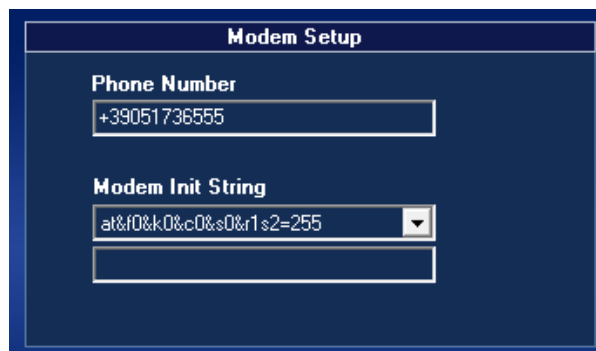 Modem Setup
Phone Number
+39051736555
Modem Init String
at&f0&k0&c0&s0&r1s2=255